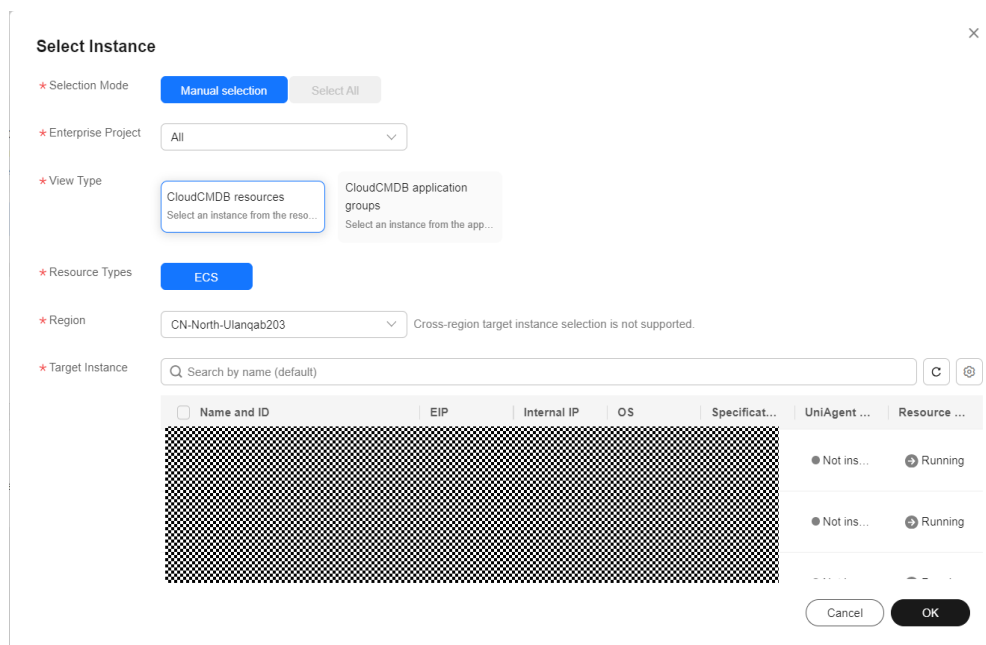 Select Instance
* Selection Mode
Manual selection
Select All
* Enterprise Project
All
* View Type
CloudCMDB resources
Select an instance from the reso...
CloudCMDB application
groups
Select an instance from the app...
* Resource Types
ECS
* Region
CN-North-Ulanqab203
Cross-region target instance selection is not supported.
* Target Instance
Search by name (default)
Name and ID EIP Internal IP OS Specificat... UniAgent ... Resource ...
Not ins... Running
Not ins... Running
Cancel
OK